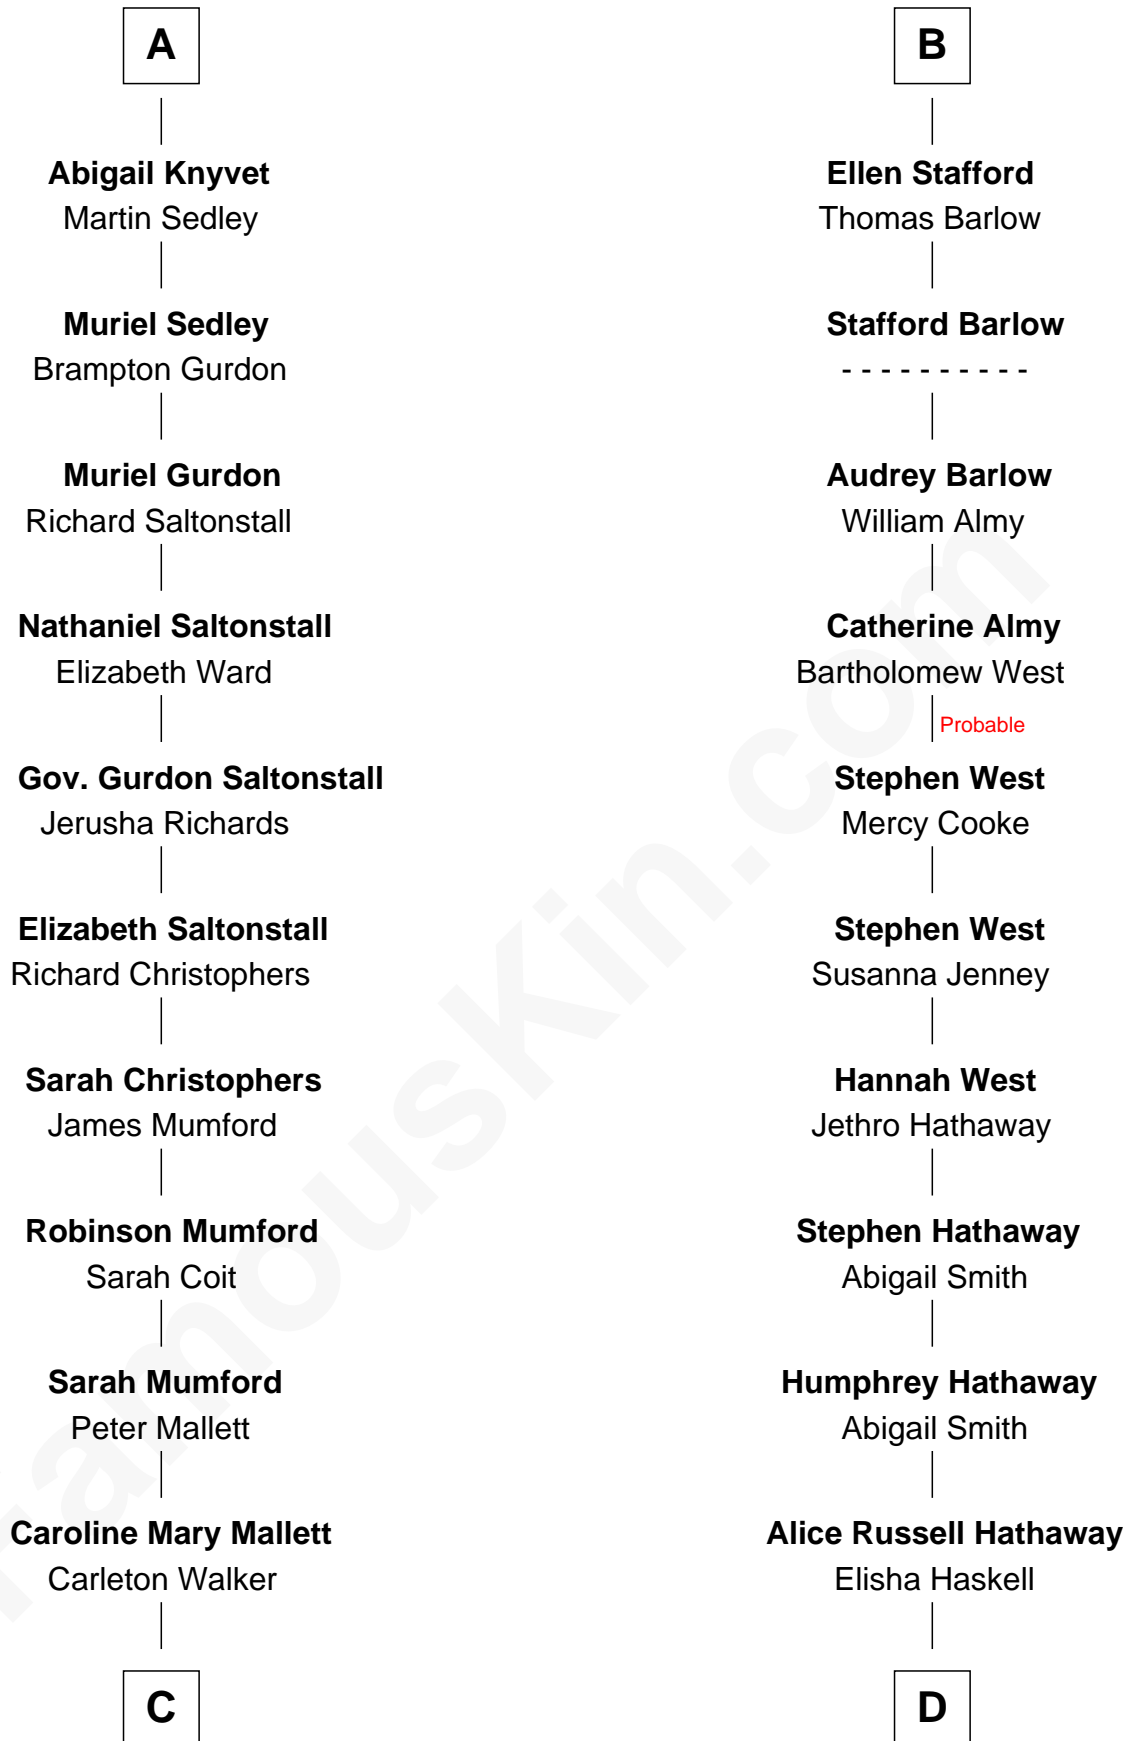 A
Abigail Knyvet
Martin Sedley
Muriel Sedley
Brampton Gurdon
Muriel Gurdon
Richard Saltonstall
Nathaniel Saltonstall
Elizabeth Ward
Gov. Gurdon Saltonstall
Jerusha Richards
Elizabeth Saltonstall
Richard Christophers
Sarah Christophers
James Mumford
Robinson Mumford
Sarah Coit
Sarah Mumford
Peter Mallett
Caroline Mary Mallett
Carleton Walker
C
B
Ellen Stafford
Thomas Barlow
Stafford Barlow
- - - - - - - - - -
Audrey Barlow
William Almy
Catherine Almy
Bartholomew West
Probable
Stephen West
Mercy Cooke
Stephen West
Susanna Jenney
Hannah West
Jethro Hathaway
Stephen Hathaway
Abigail Smith
Humphrey Hathaway
Abigail Smith
Alice Russell Hathaway
Elisha Haskell
D
FamousKin.com